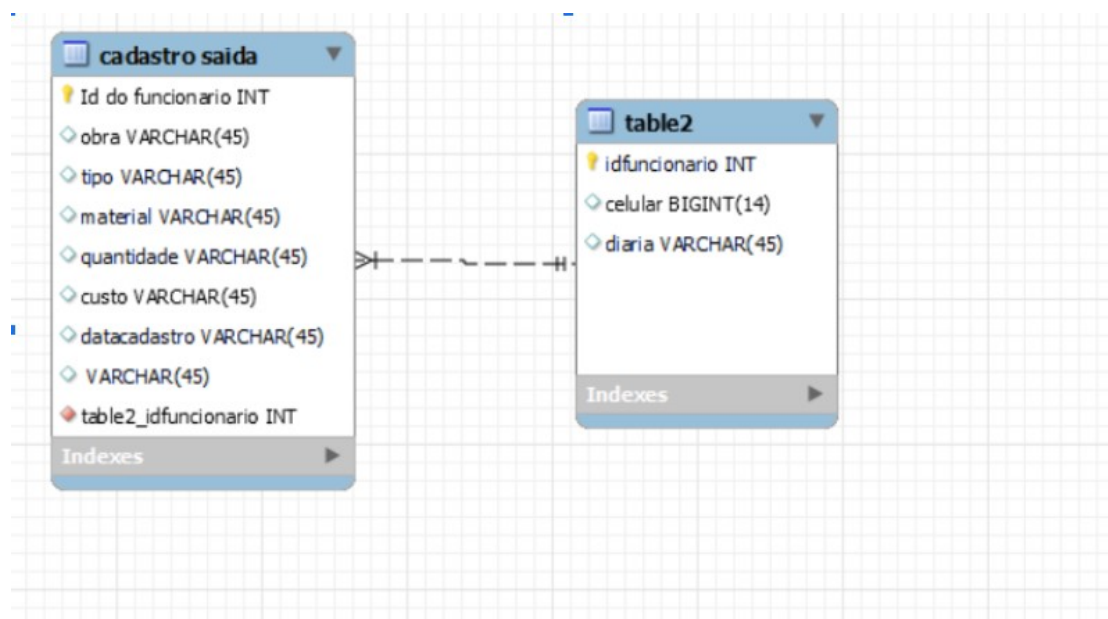 cadastro saida
Id do funcionario INT
obra VARCHAR(45)
tipo VARCHAR(45)
material VARCHAR(45)
quantidade VARCHAR(45)
custo VARCHAR(45)
datacadastro VARCHAR(45)
VARCHAR(45)
table2_idfuncionario INT
Indexes
table2
idfuncionario INT
celular BIGINT(14)
diaria VARCHAR(45)
Indexes